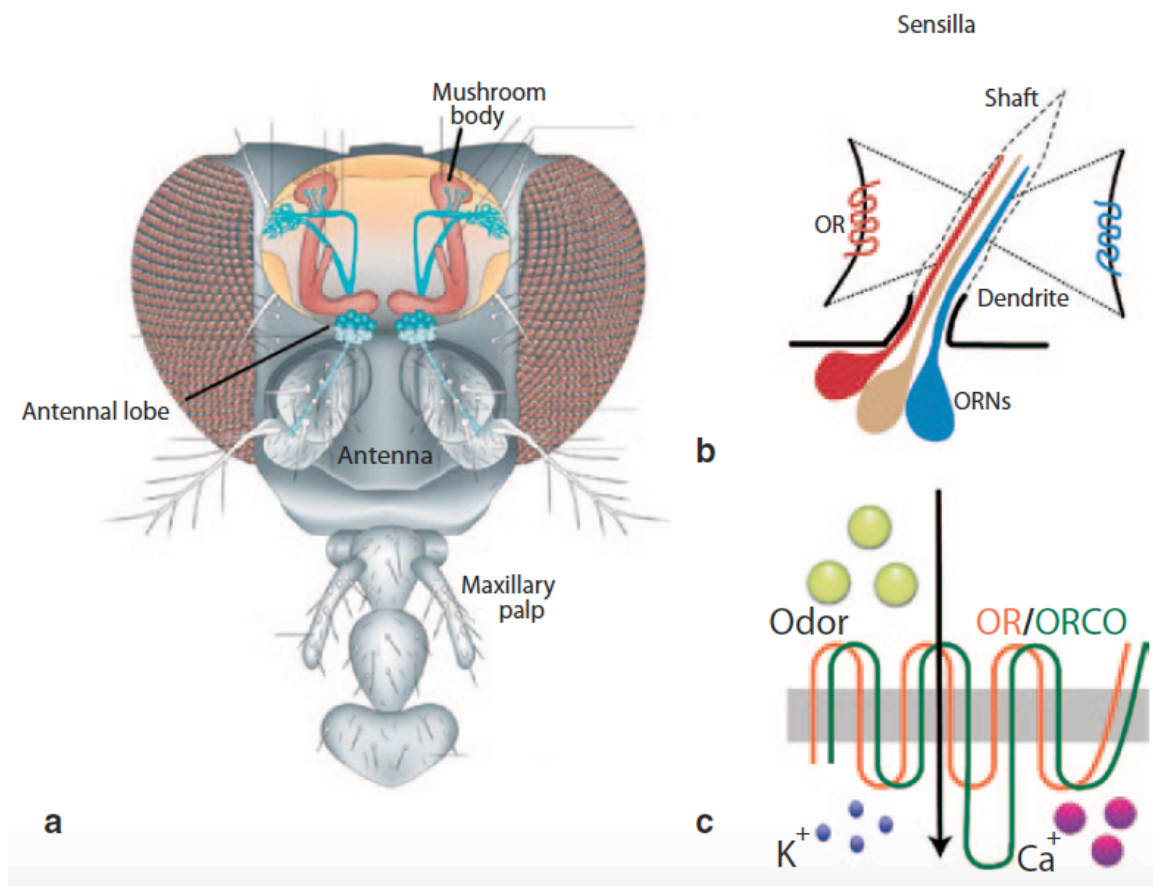 Sensilla
Mushroom
body
Antennal lobe
Antenna
Maxillary
palp
a
Shaft
OR
Dendrite
ORNs
b
Odor
OR/ORCO
K+
Ca+
c